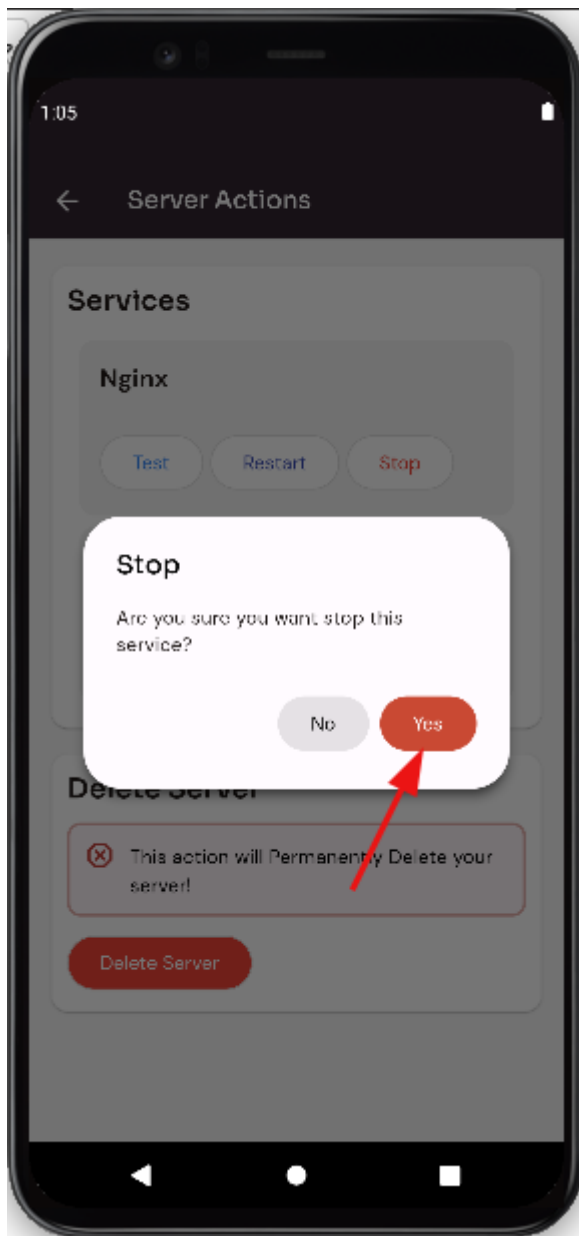 1:05
Server Actions
Services
Nginx
Test Restart Stop
Stop
Are you sure you want stop this
service?
No Yes
Delete Server
This action will Permanently Delete your
server!
Delete Server